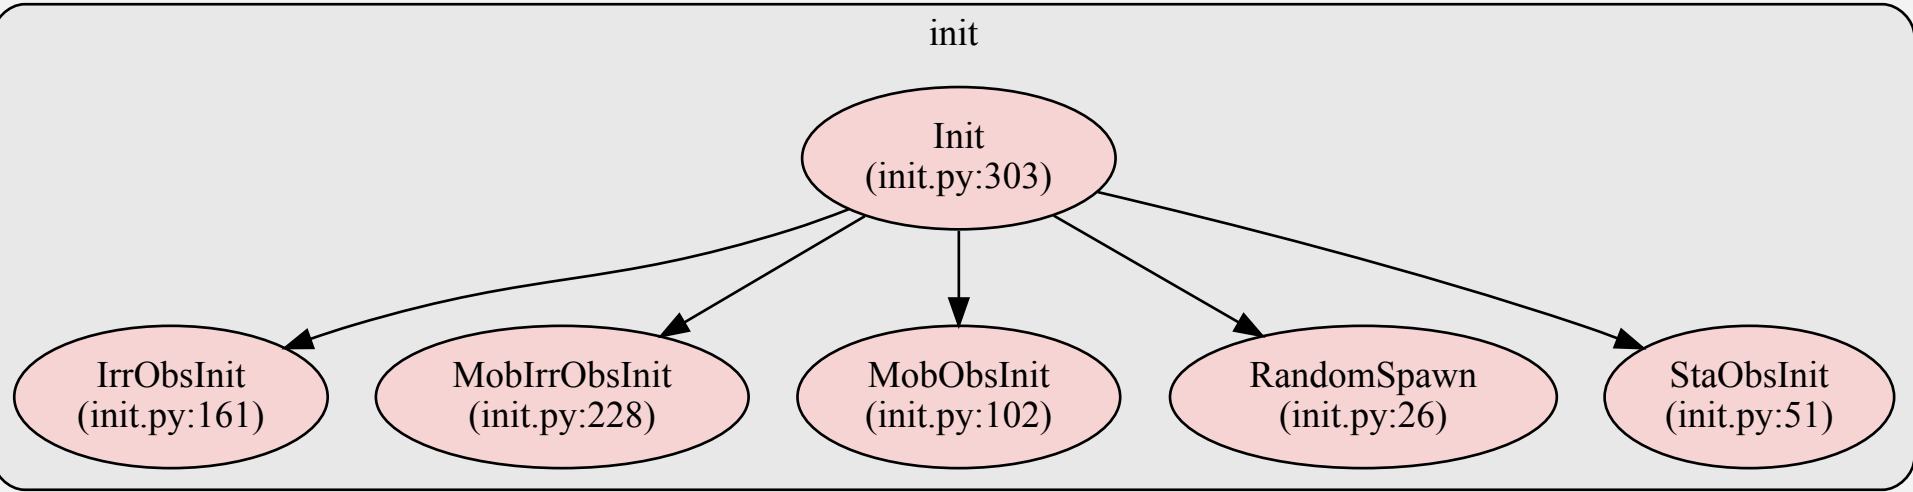 init
Init
(init.py:303)
IrrObsInit
(init.py:161)
MobIrrObsInit
(init.py:228)
MobObsInit
(init.py:102)
RandomSpawn
(init.py:26)
StaObsInit
(init.py:51)